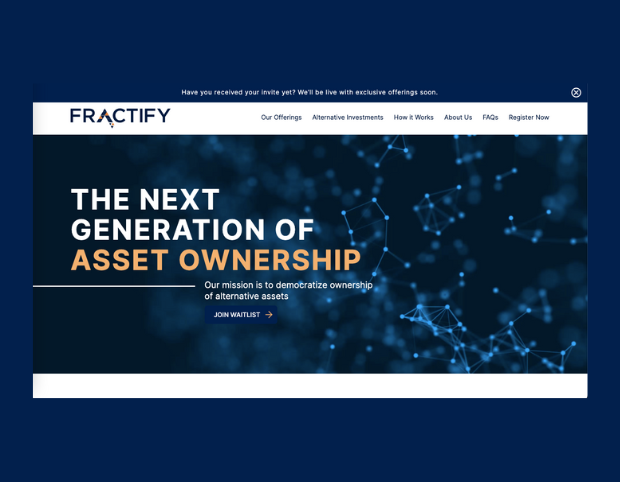 Have you received your invite yet? We'll be live with exclusive offerings soon.
FRACTIFY
Our Offerings Alternative Investments How it Works About Us FAQs Register Now
THE NEXT
GENERATION OF
ASSET OWNERSHIP
Our mission is to democratize ownership
of alternative assets
JOIN WAITLIST